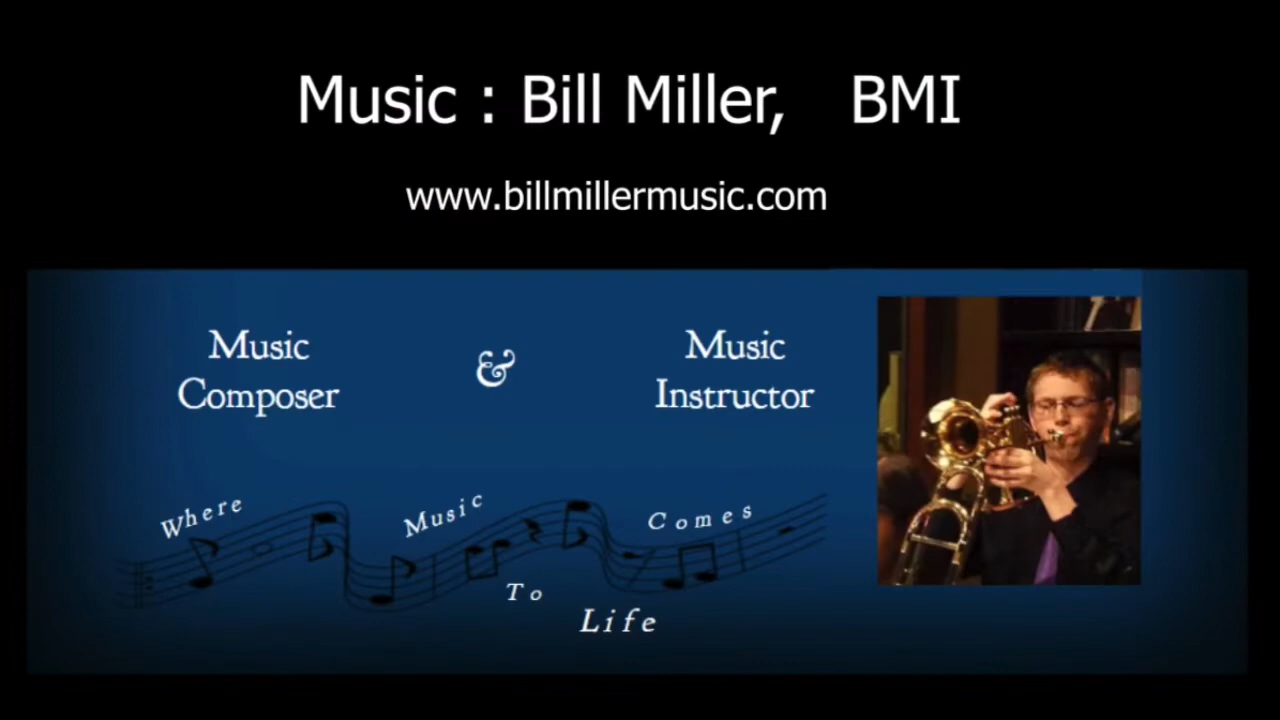 Music : Bill Miller, BMI
www.billmillermusic.com
Music
Composer
&
Music
Instructor
Where Music Comes
To
Life